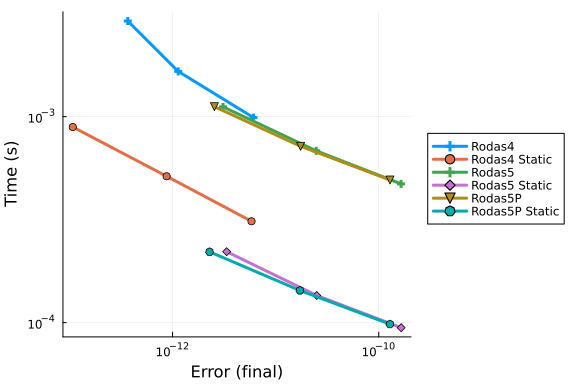 Time (s)
10⁻³
10⁻⁴
10⁻¹²
10⁻¹⁰
Error (final)
Rodas4
Rodas4 Static
Rodas5
Rodas5 Static
Rodas5P
Rodas5P Static